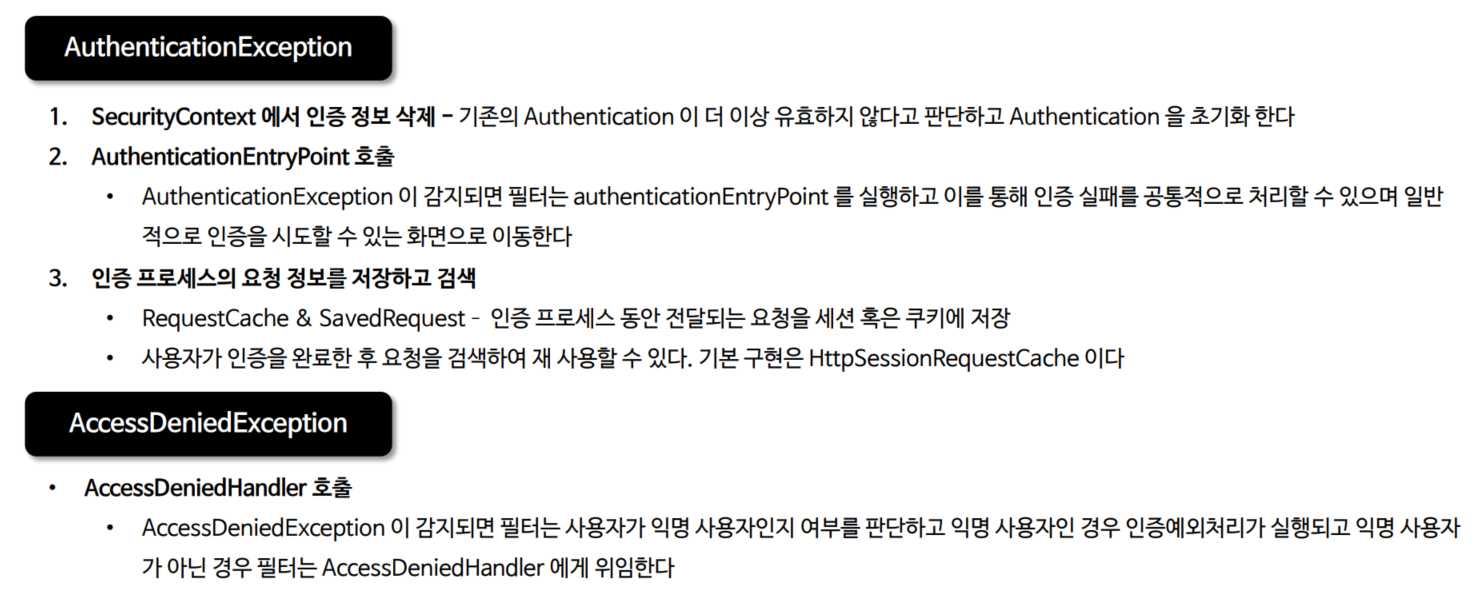 AuthenticationException
1. SecurityContext 에서 인증 정보 삭제 – 기존의 Authentication 이 더 이상 유효하지 않다고 판단하고 Authentication 을 초기화 한다
2. AuthenticationEntryPoint 호출
• AuthenticationException 이 감지되면 필터는 authenticationEntryPoint 를 실행하고 이를 통해 인증 실패를 공통적으로 처리할 수 있으며 일반
적으로 인증을 시도할 수 있는 화면으로 이동한다
3. 인증 프로세스의 요청 정보를 저장하고 검색
• RequestCache & SavedRequest – 인증 프로세스 동안 전달되는 요청을 세션 혹은 쿠키에 저장
• 사용자가 인증을 완료한 후 요청을 검색하여 재 사용할 수 있다. 기본 구현은 HttpSessionRequestCache 이다
AccessDeniedException
• AccessDeniedHandler 호출
• AccessDeniedException 이 감지되면 필터는 사용자가 익명 사용자인지 여부를 판단하고 익명 사용자인 경우 인증예외처리가 실행되고 익명 사용자
가 아닌 경우 필터는 AccessDeniedHandler 에게 위임한다